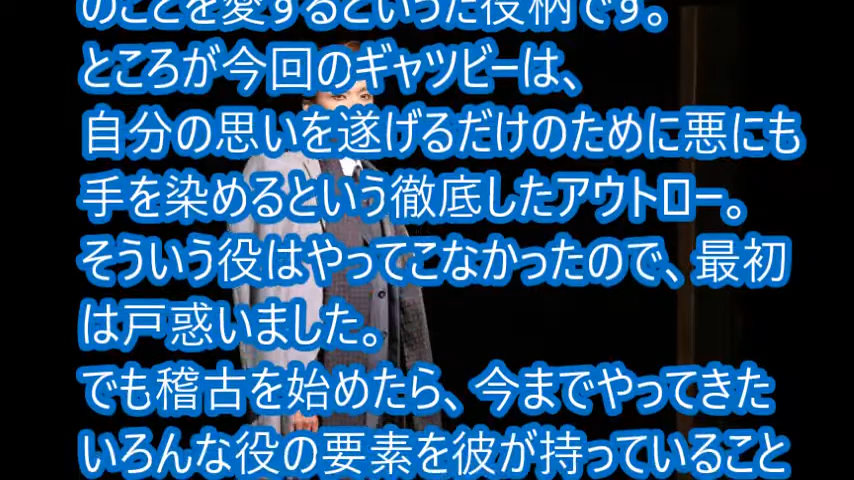 のことを愛するといった役柄です。
ところが今回のギャツビーは、
自分の思いを遂げるだけのために悪にも
手を染めるという徹底したアウトロー。
そういう役はやってこなかったので、最初
は戸惑いました。
でも稽古を始めたら、今までやってきた
いろんな役の要素を彼が持っていること